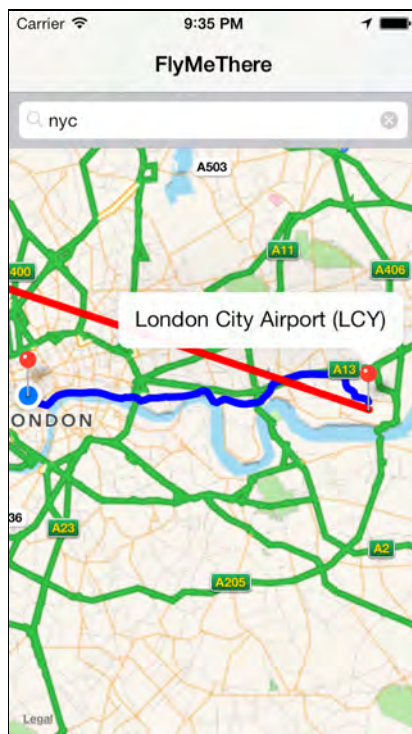 Carrier 9:35 PM
FlyMeThere
nyc
A503
A11
400
A406
London City Airport (LCY)
A13
ONDON
36
A23
A2
A205
Legal